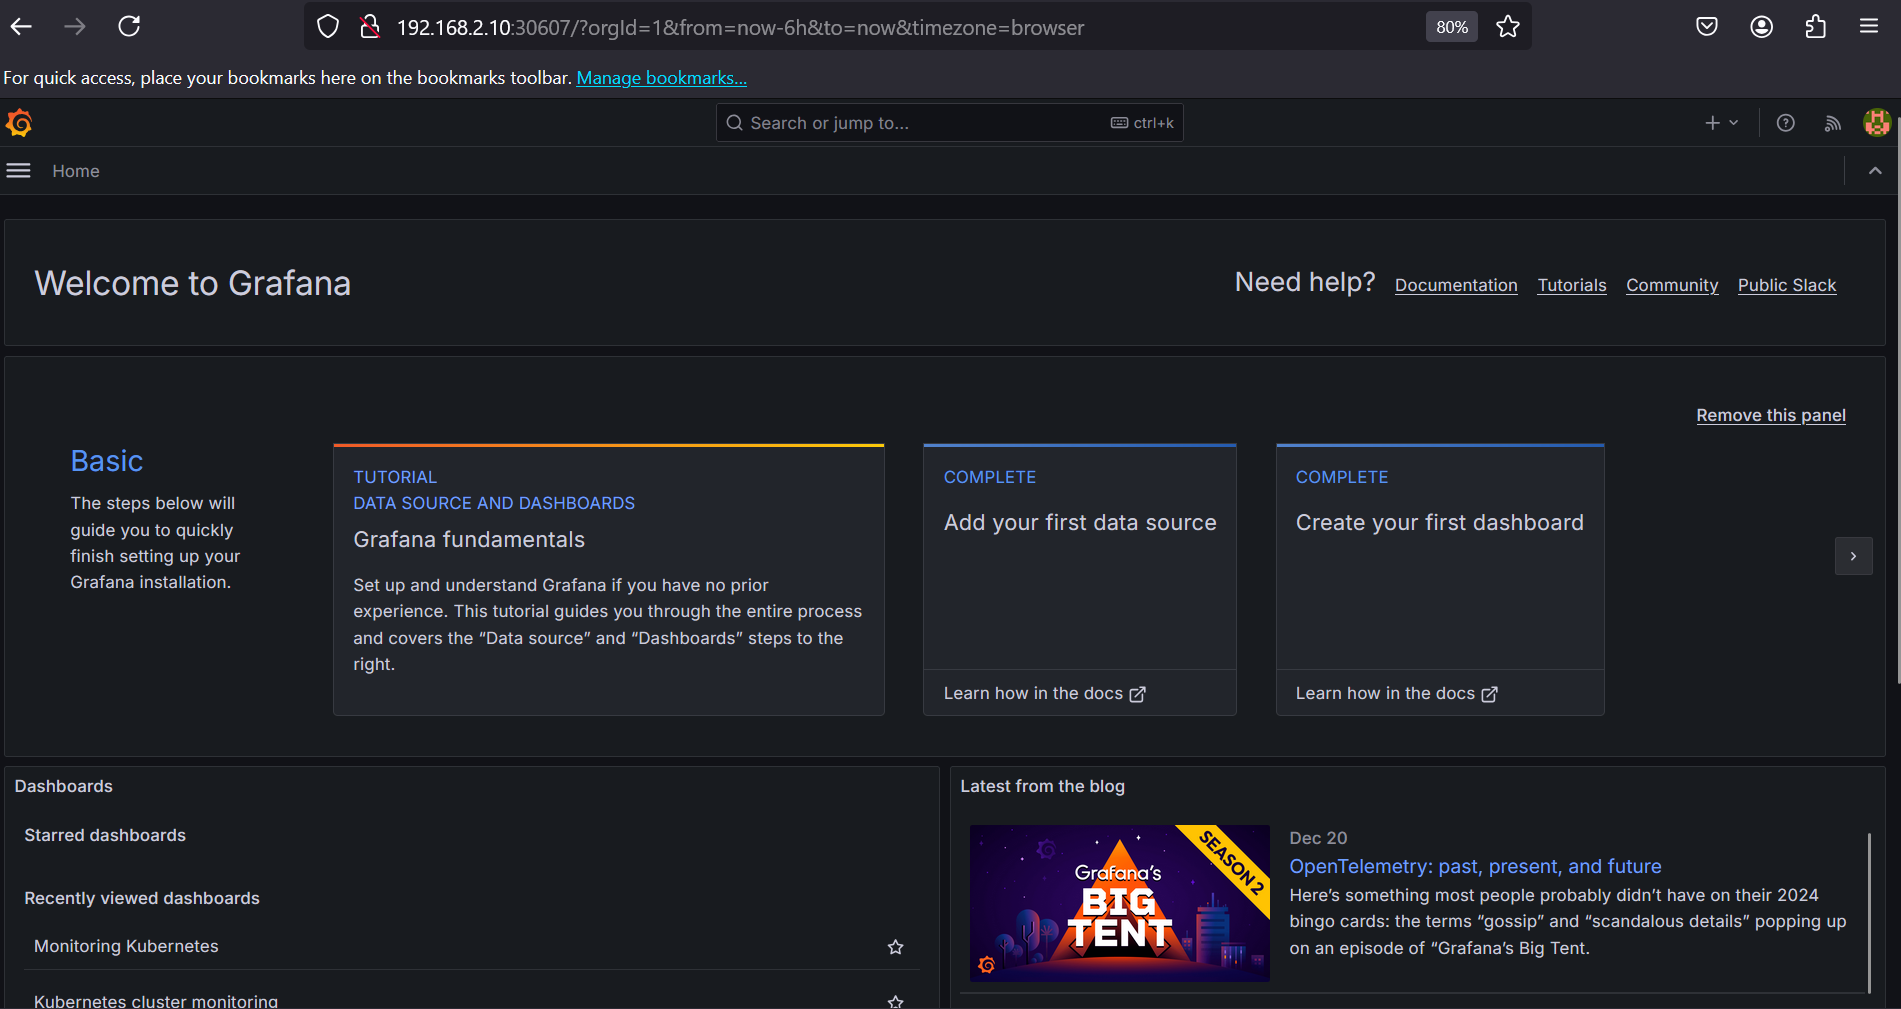 192.168.2.10:30607/?orgId=1&from=now-6h&to=now&timezone=browser
80%
For quick access, place your bookmarks here on the bookmarks toolbar. Manage bookmarks...
Search or jump to...
ctrl+k
Home
Welcome to Grafana
Need help?
Documentation
Tutorials
Community
Public Slack
Remove this panel
Basic
The steps below will
guide you to quickly
finish setting up your
Grafana installation.
TUTORIAL
DATA SOURCE AND DASHBOARDS
Grafana fundamentals
Set up and understand Grafana if you have no prior
experience. This tutorial guides you through the entire process
and covers the “Data source” and “Dashboards” steps to the
right.
COMPLETE
Add your first data source
Learn how in the docs
COMPLETE
Create your first dashboard
Learn how in the docs
Dashboards
Starred dashboards
Recently viewed dashboards
Monitoring Kubernetes
Kubernetes cluster monitoring
Latest from the blog
SEASON 2
Grafana's
BIG
TENT
Dec 20
OpenTelemetry: past, present, and future
Here’s something most people probably didn’t have on their 2024
bingo cards: the terms “gossip” and “scandalous details” popping up
on an episode of “Grafana’s Big Tent.